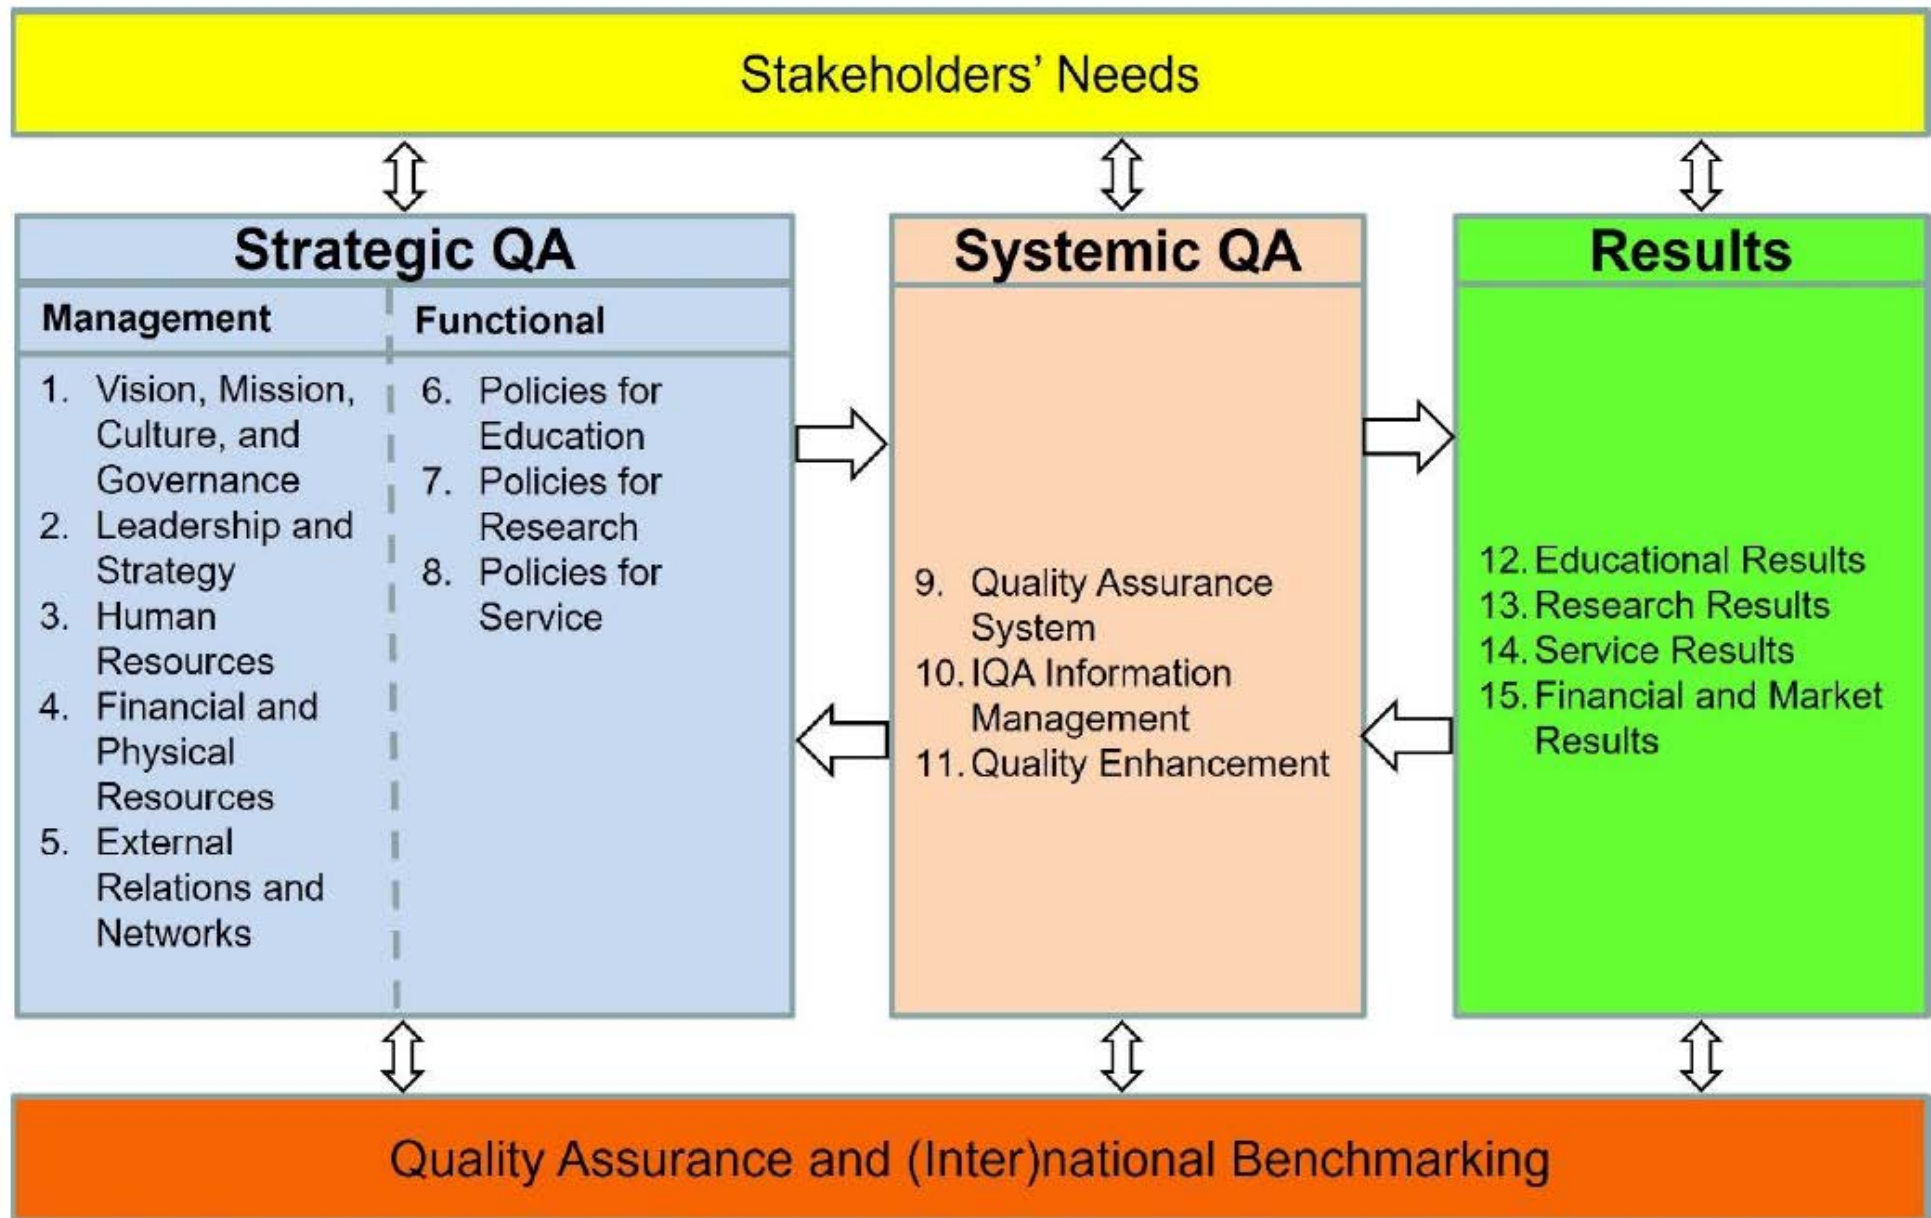 Stakeholders’ Needs
Strategic QA
Management
1. Vision, Mission,
Culture, and
Governance
2. Leadership and
Strategy
3. Human
Resources
4. Financial and
Physical
Resources
5. External
Relations and
Networks
Functional
6. Policies for
Education
7. Policies for
Research
8. Policies for
Service
Systemic QA
9. Quality Assurance
System
10. IQA Information
Management
11. Quality Enhancement
Results
12. Educational Results
13. Research Results
14. Service Results
15. Financial and Market
Results
Quality Assurance and (Inter)national Benchmarking